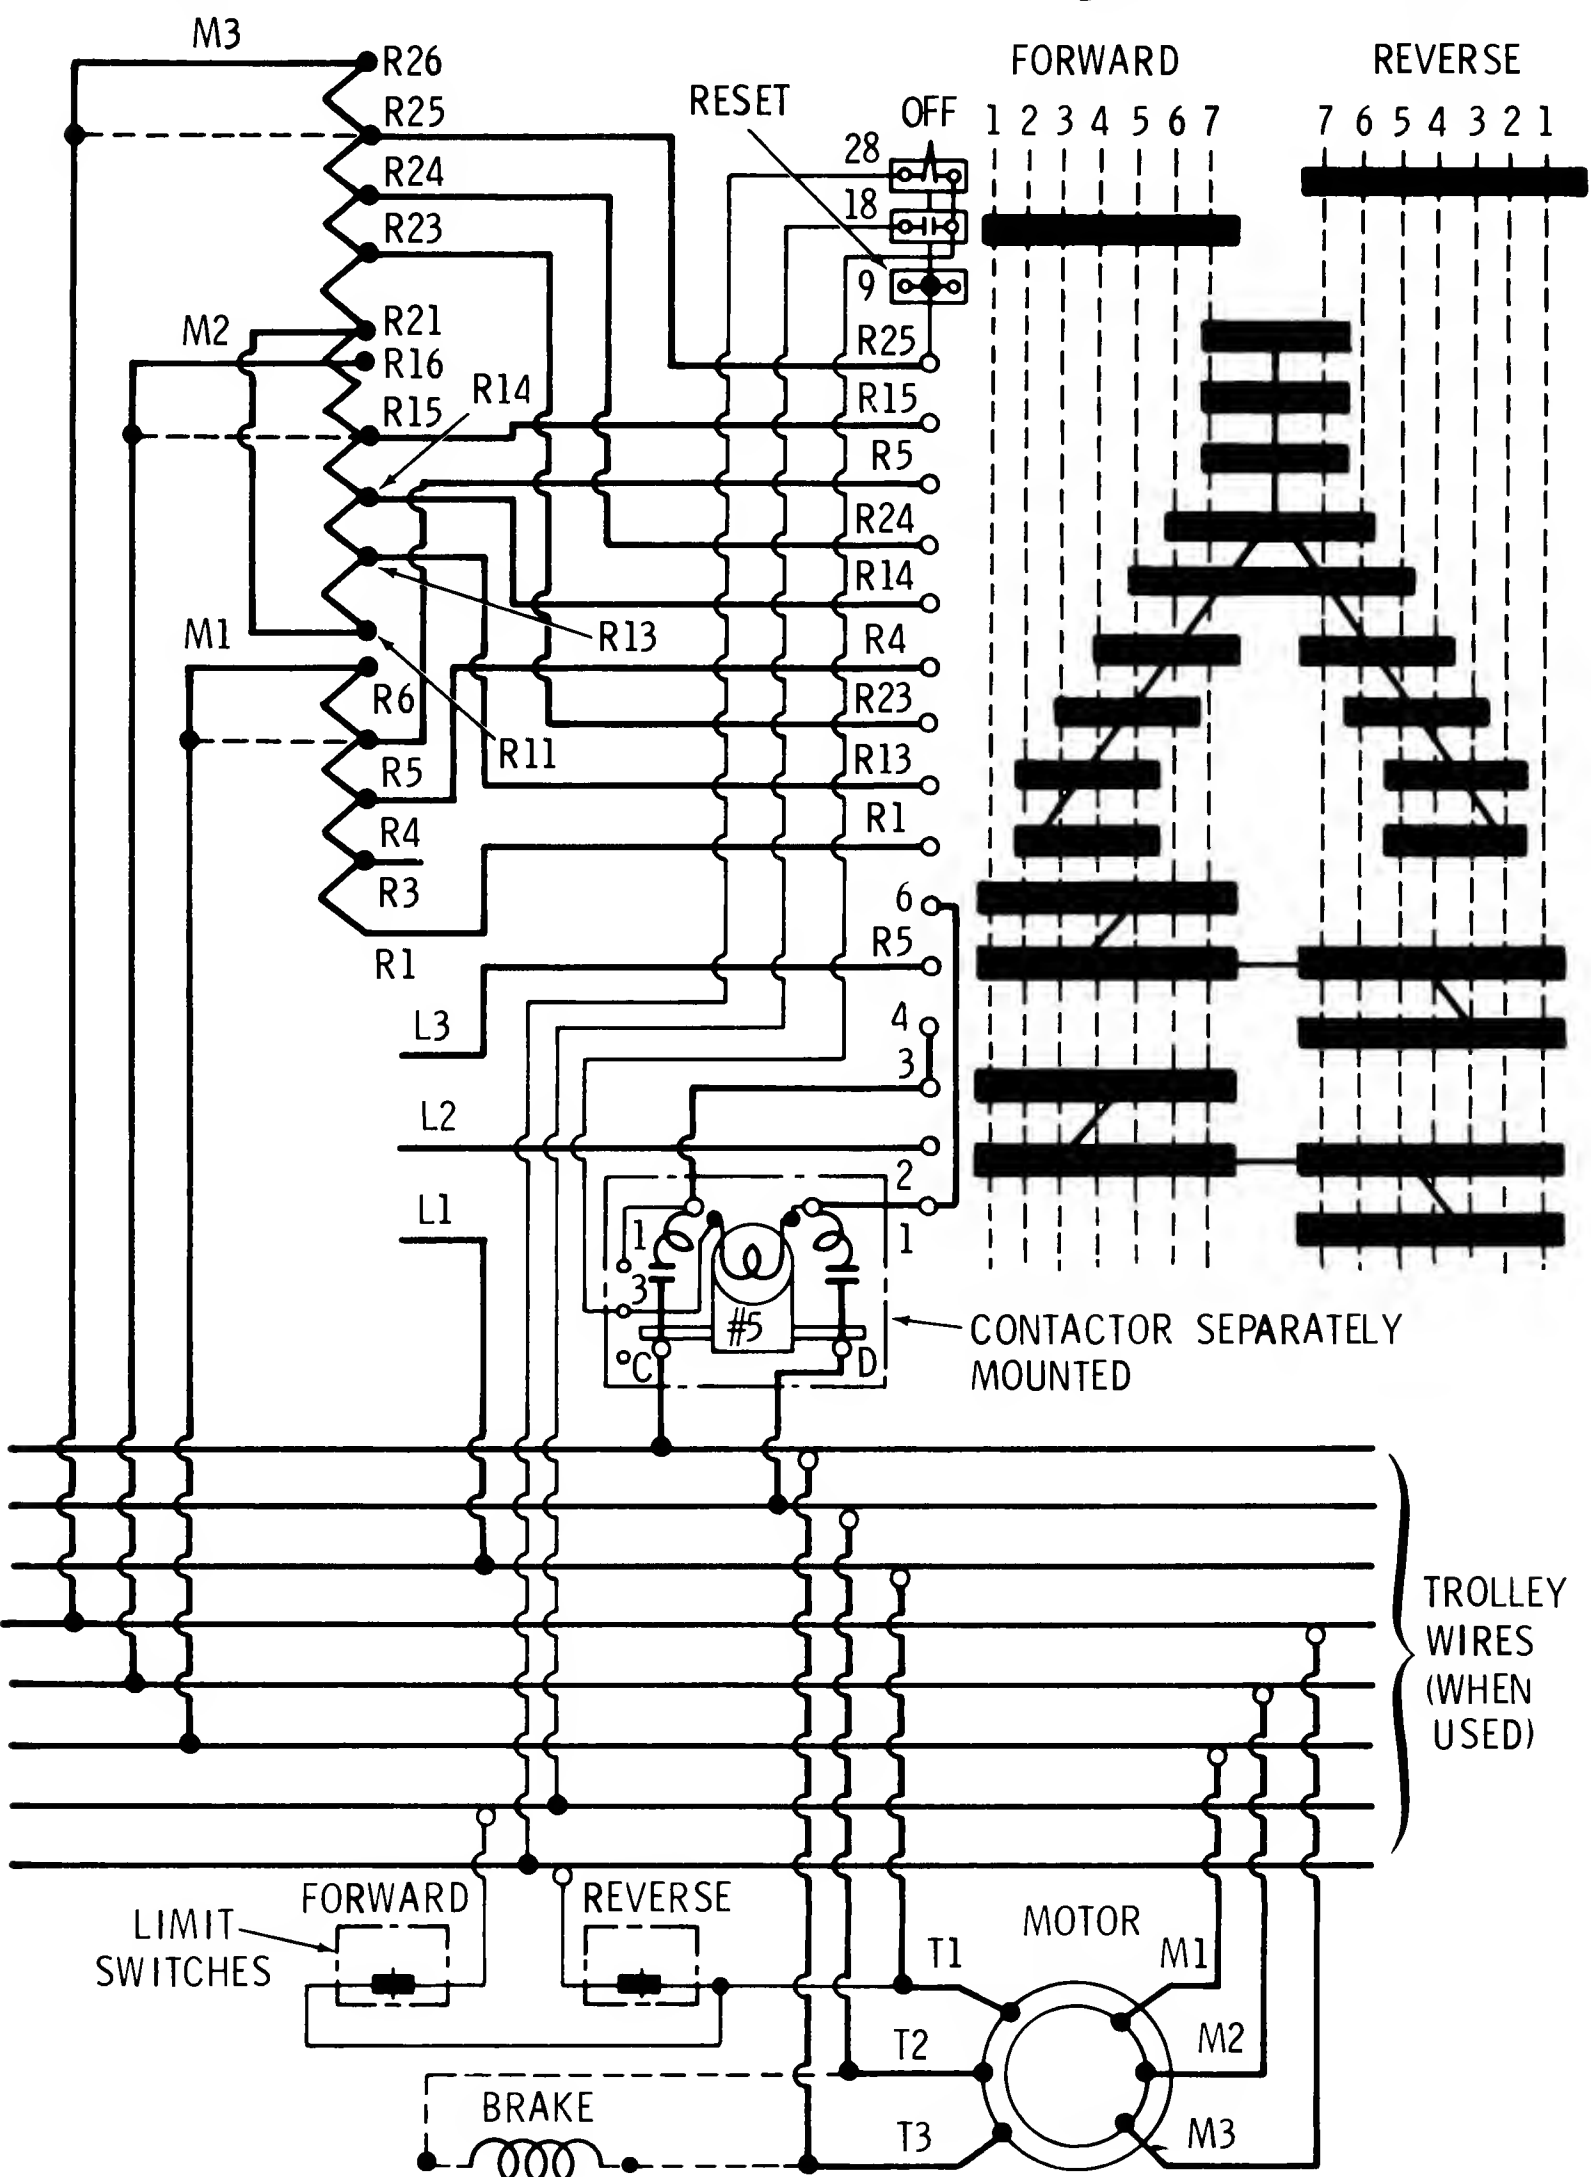 M3
R26
R25
R24
R23
M2
R21
R16
R14
R15
R13
M1
R6
R11
R5
R4
R3
R1
L3
L2
L1
RESET
OFF
28
18
9
R25
R15
R5
R24
R14
R4
R23
R13
R1
6
R5
4
3
2
1
FORWARD
1 2 3 4 5 6 7
REVERSE
7 6 5 4 3 2 1
1
3
#5
°C
D
CONTACTOR SEPARATELY
MOUNTED
TROLLEY
WIRES
(WHEN
USED)
FORWARD
REVERSE
LIMIT
SWITCHES
MOTOR
T1
M1
T2
M2
BRAKE
T3
M3